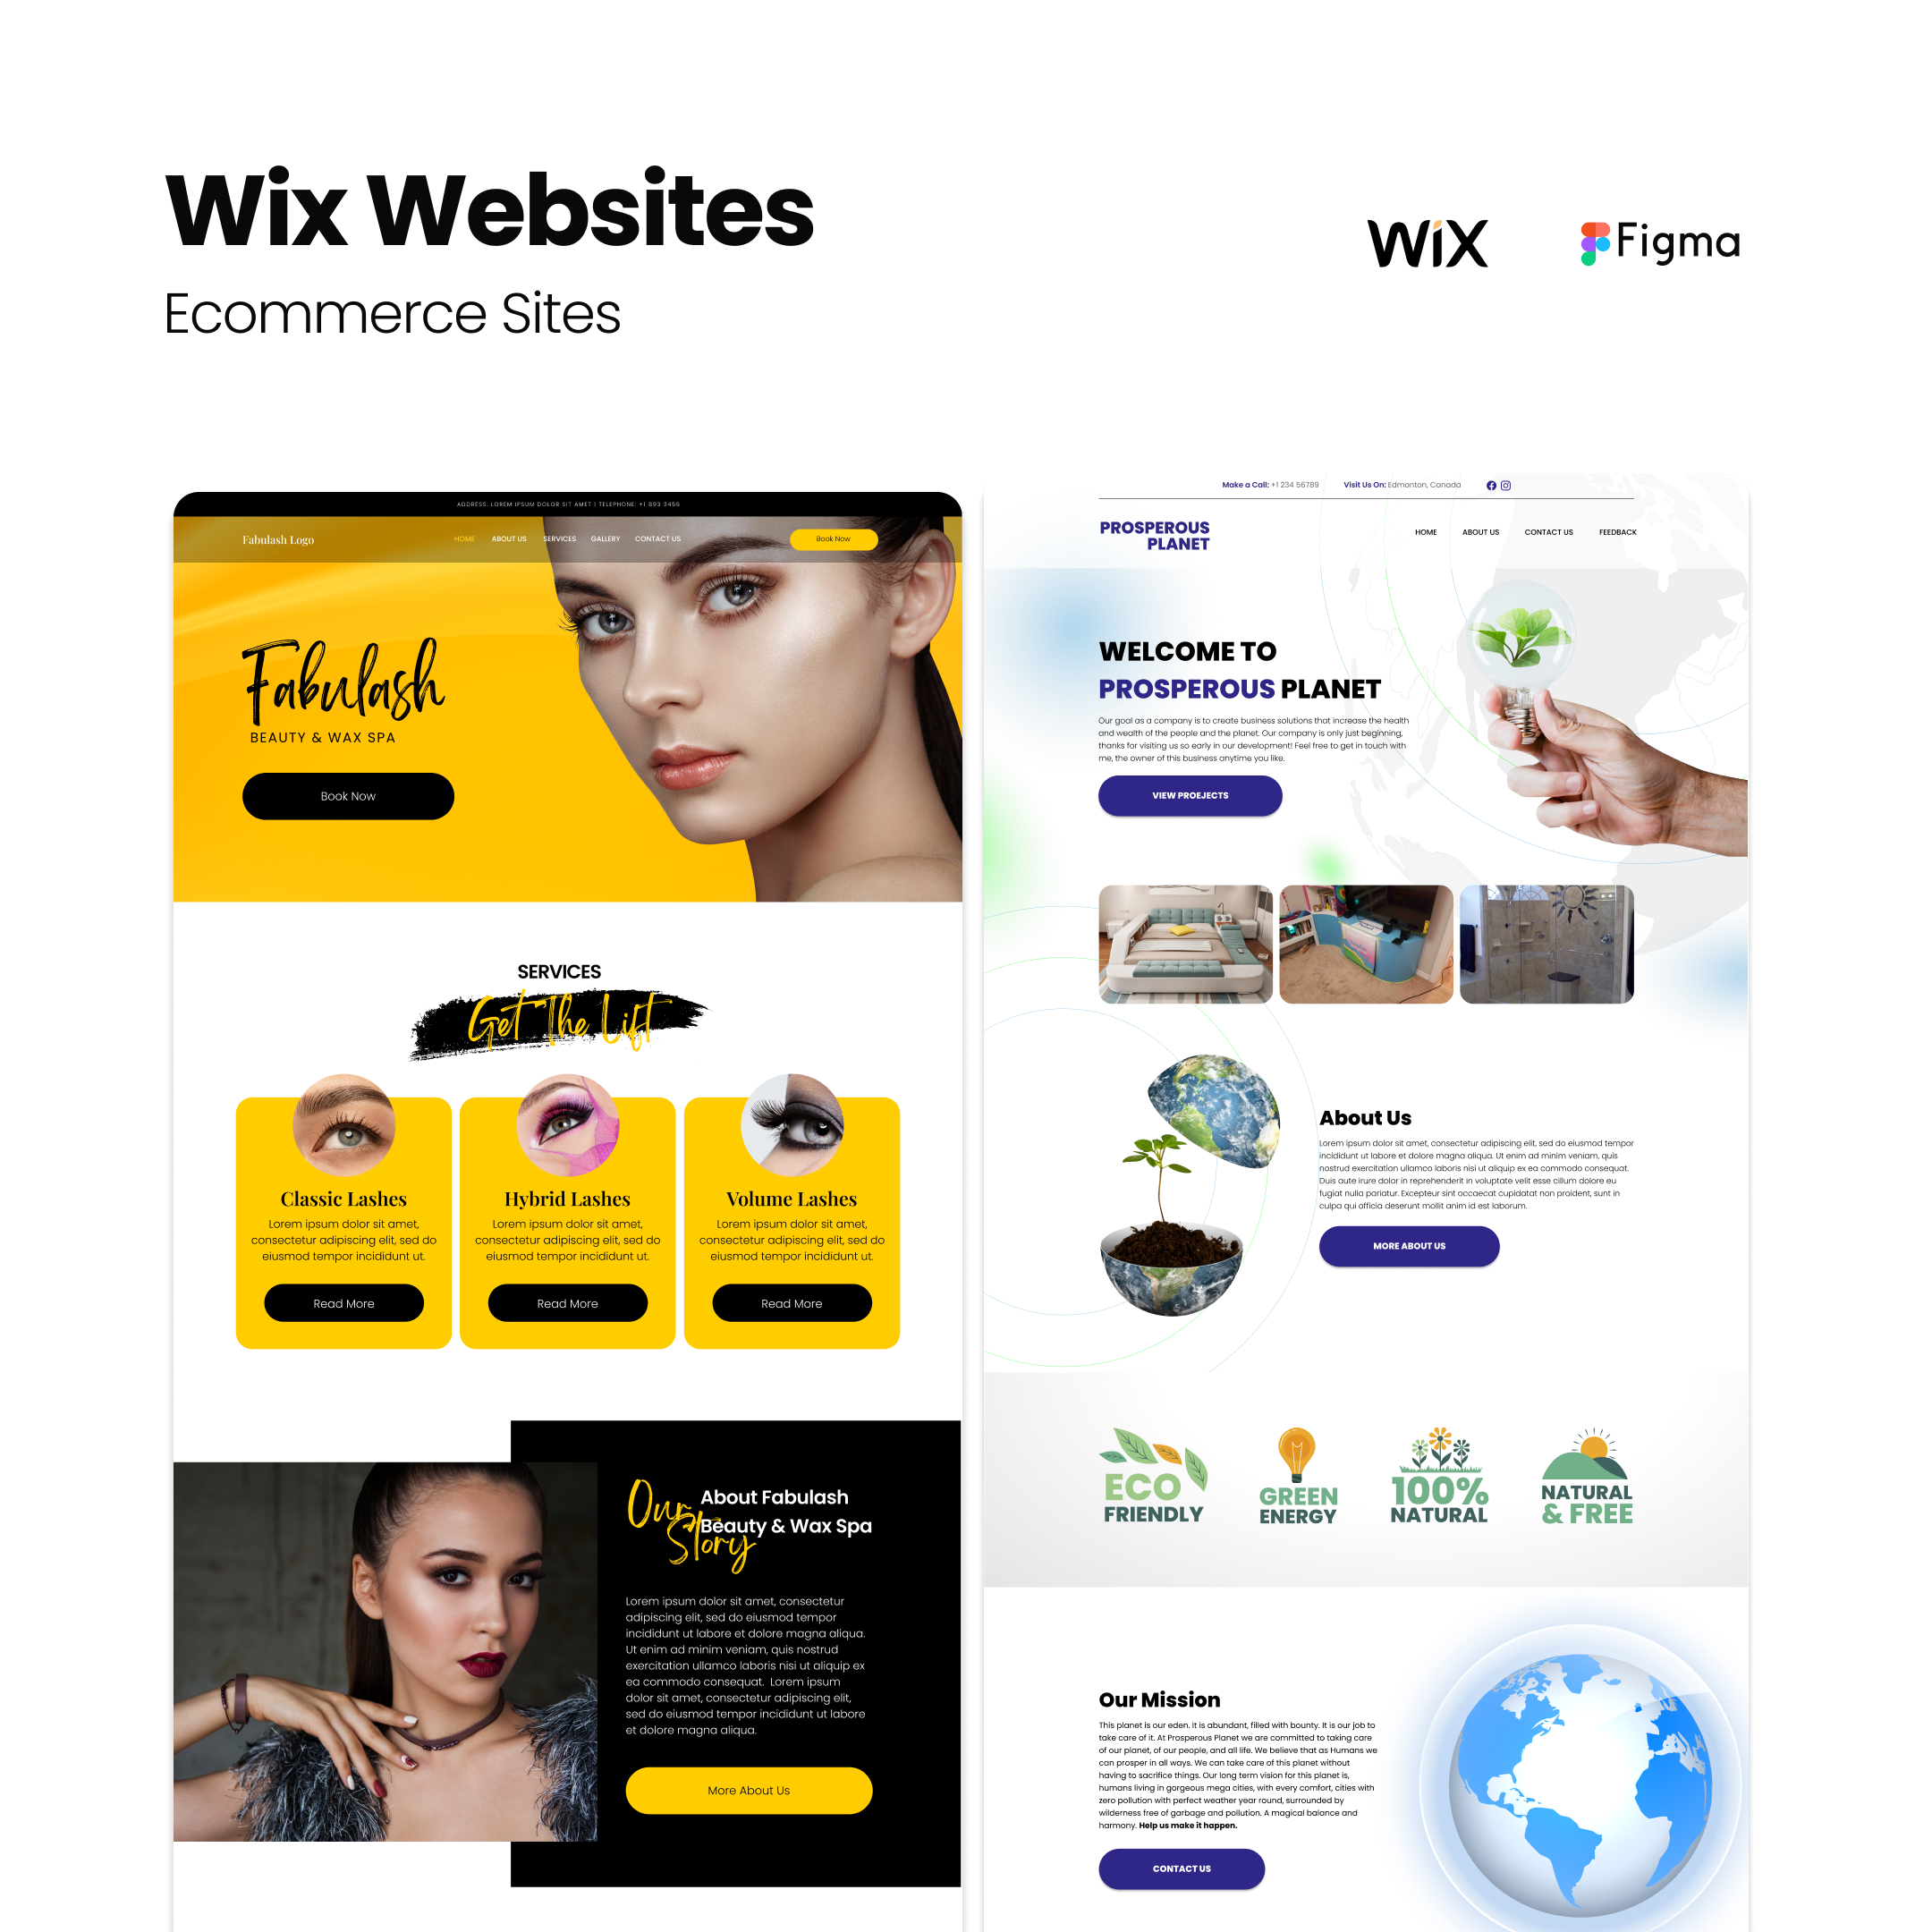 Wix Websites
Ecommerce Sites
WiX
Figma
ADDRESS: LOREM IPSUM DOLOR SIT AMET | TELEPHONE: +1 893 3456
Fabulash Logo
HOME ABOUT US SERVICES GALLERY CONTACT US
Book Now
Fabulash
BEAUTY & WAX SPA
Book Now
SERVICES
Get The Lift
Classic Lashes
Lorem ipsum dolor sit amet,
consectetur adipiscing elit, sed do
eiusmod tempor incididunt ut.
Read More
Hybrid Lashes
Lorem ipsum dolor sit amet,
consectetur adipiscing elit, sed do
eiusmod tempor incididunt ut.
Read More
Volume Lashes
Lorem ipsum dolor sit amet,
consectetur adipiscing elit, sed do
eiusmod tempor incididunt ut.
Read More
Our Story
About Fabulash
Beauty & Wax Spa
Lorem ipsum dolor sit amet, consectetur
adipiscing elit, sed do eiusmod tempor
incididunt ut labore et dolore magna aliqua.
Ut enim ad minim veniam, quis nostrud
exercitation ullamco laboris nisi ut aliquip ex
ea commodo consequat. Lorem ipsum
dolor sit amet, consectetur adipiscing elit,
sed do eiusmod tempor incididunt ut labore
et dolore magna aliqua.
More About Us
Make a Call: +1 234 56789 Visit Us On: Edmonton, Canada
PROSPEROUS
PLANET
HOME ABOUT US CONTACT US FEEDBACK
WELCOME TO
PROSPEROUS PLANET
Our goal as a company is to create business solutions that increase the health
and wealth of the people and the planet. Our company is only just beginning,
thanks for visiting us so early in our development! Feel free to get in touch with
me, the owner of this business anytime you like.
VIEW PROEJECTS
About Us
Lorem ipsum dolor sit amet, consectetur adipiscing elit, sed do eiusmod tempor
incididunt ut labore et dolore magna aliqua. Ut enim ad minim veniam, quis
nostrud exercitation ullamco laboris nisi ut aliquip ex ea commodo consequat.
Duis aute irure dolor in reprehenderit in voluptate velit esse cillum dolore eu
fugiat nulla pariatur. Excepteur sint occaecat cupidatat non proident, sunt in
culpa qui officia deserunt mollit anim id est laborum.
MORE ABOUT US
ECO
FRIENDLY
GREEN
ENERGY
100%
NATURAL
NATURAL
& FREE
Our Mission
This planet is our eden. It is abundant, filled with bounty. It is our job to
take care of it. At Prosperous Planet we are committed to taking care
of our planet, of our people, and all life. We believe that as Humans we
can prosper in all ways. We can take care of this planet without
having to sacrifice things. Our long term vision for this planet is,
humans living in gorgeous mega cities, with every comfort, cities with
zero pollution with perfect weather year round, surrounded by
wilderness free of garbage and pollution. A magical balance and
harmony. Help us make it happen.
CONTACT US